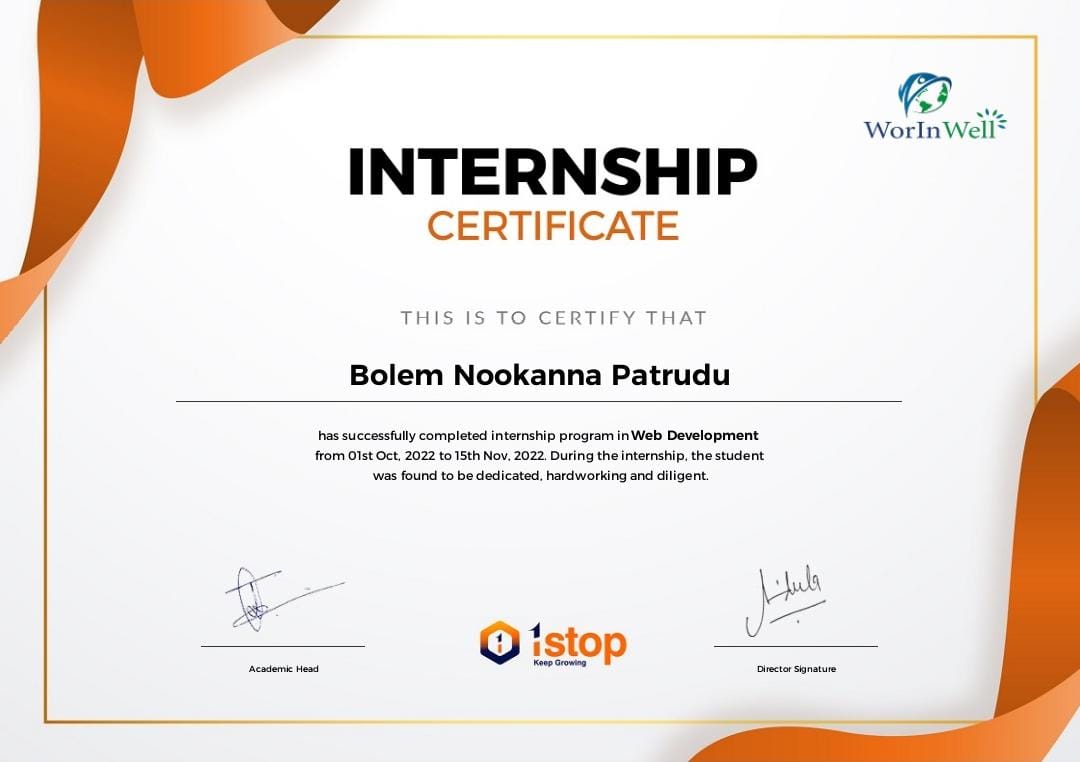 WorInWell
INTERNSHIP
CERTIFICATE
THIS IS TO CERTIFY THAT
Bolem Nookanna Patrudu
has successfully completed internship program in Web Development
from 01st Oct, 2022 to 15th Nov, 2022. During the internship, the student
was found to be dedicated, hardworking and diligent.
1stop
Keep Growing
Academic Head
Director Signature